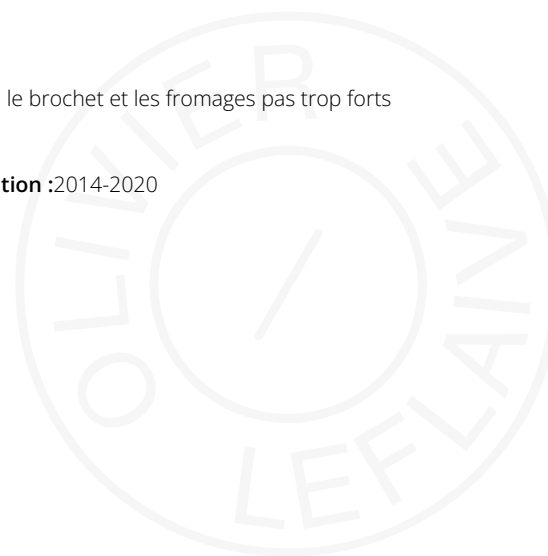 le brochet et les fromages pas trop forts
tion :2014-2020
OLIVIER
LEFLAIVE